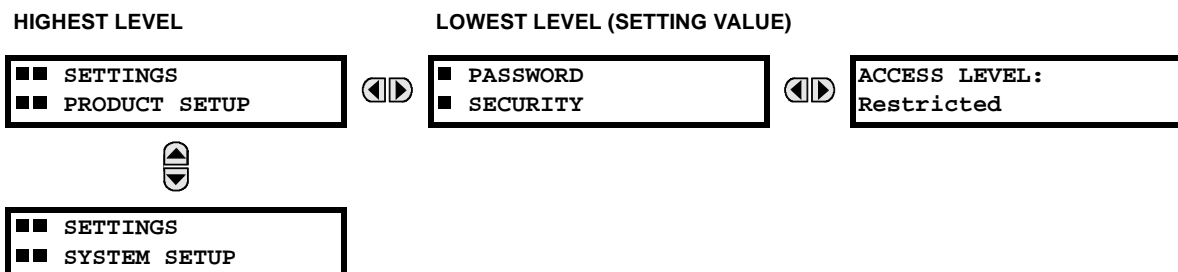 HIGHEST LEVEL
LOWEST LEVEL (SETTING VALUE)
■■ SETTINGS
■■ PRODUCT SETUP
■ PASSWORD
■ SECURITY
ACCESS LEVEL:
Restricted
■■ SETTINGS
■■ SYSTEM SETUP